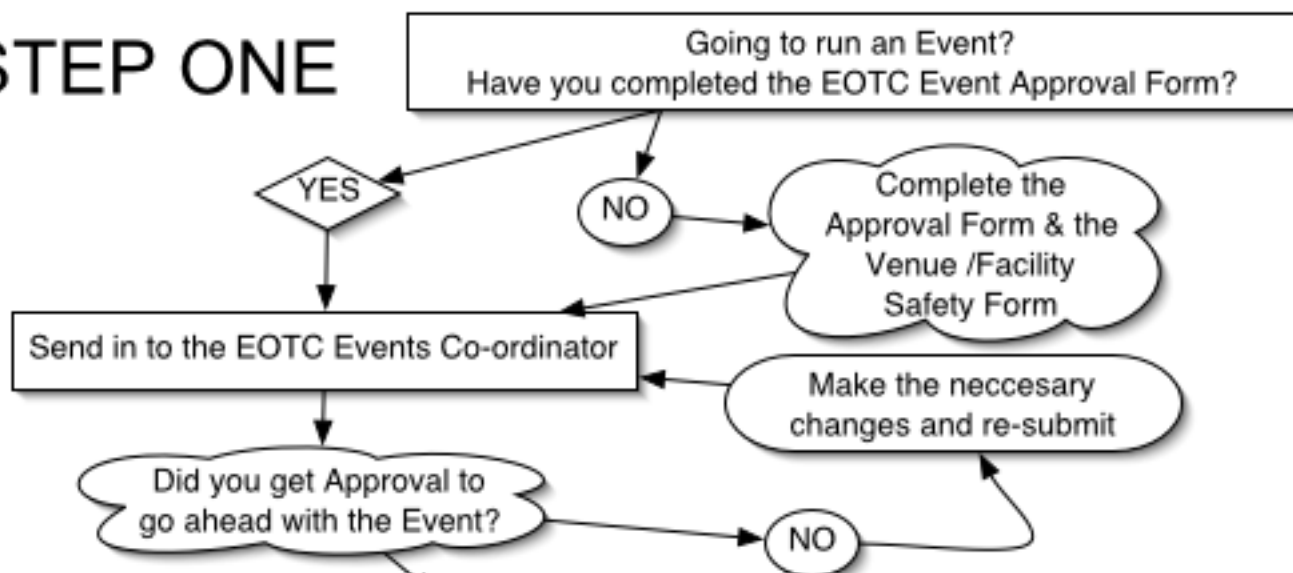 STEP ONE
Going to run an Event?
Have you completed the EOTC Event Approval Form?
YES
NO
Complete the
Approval Form & the
Venue /Facility
Safety Form
Send in to the EOTC Events Co-ordinator
Make the neccesary
changes and re-submit
Did you get Approval to
go ahead with the Event?
NO